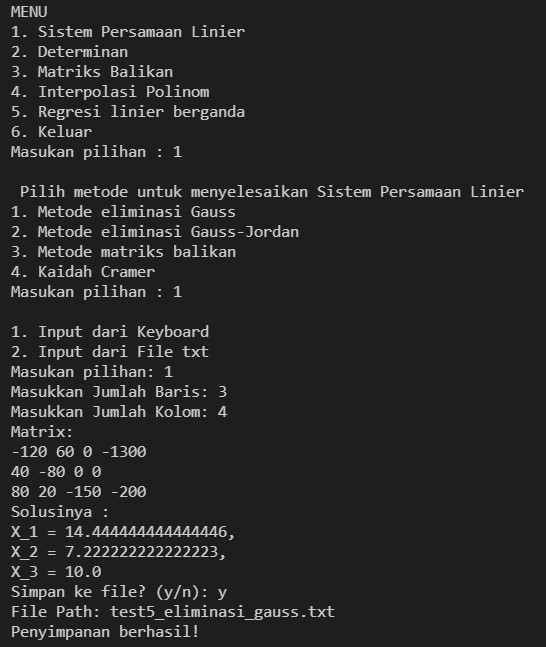 MENU
1. Sistem Persamaan Linier
2. Determinan
3. Matriks Balikan
4. Interpolasi Polinom
5. Regresi linier berganda
6. Keluar
Masukan pilihan : 1
Pilih metode untuk menyelesaikan Sistem Persamaan Linier
1. Metode eliminasi Gauss
2. Metode eliminasi Gauss-Jordan
3. Metode matriks balikan
4. Kaidah Cramer
Masukan pilihan : 1
1. Input dari Keyboard
2. Input dari File txt
Masukan pilihan: 1
Masukkan Jumlah Baris: 3
Masukkan Jumlah Kolom: 4
Matrix:
-120 60 0 -1300
40 -80 0 0
80 20 -150 -200
Solusinya :
X_1 = 14.444444444444446,
X_2 = 7.222222222222223,
X_3 = 10.0
Simpan ke file? (y/n): y
File Path: test5_eliminasi_gauss.txt
Penyimpanan berhasil!